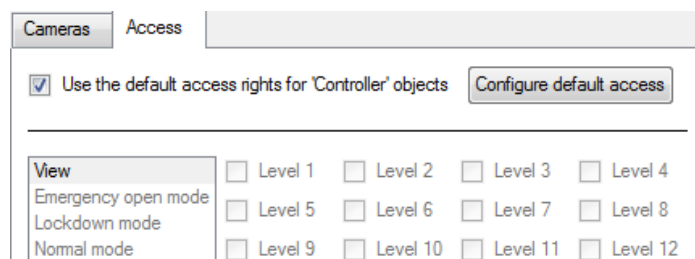 Cameras Access
Use the default access rights for 'Controller' objects Configure default access
View Level 1 Level 2 Level 3 Level 4
Emergency open mode
Level 5 Level 6 Level 7 Level 8
Lockdown mode
Normal mode Level 9 Level 10 Level 11 Level 12